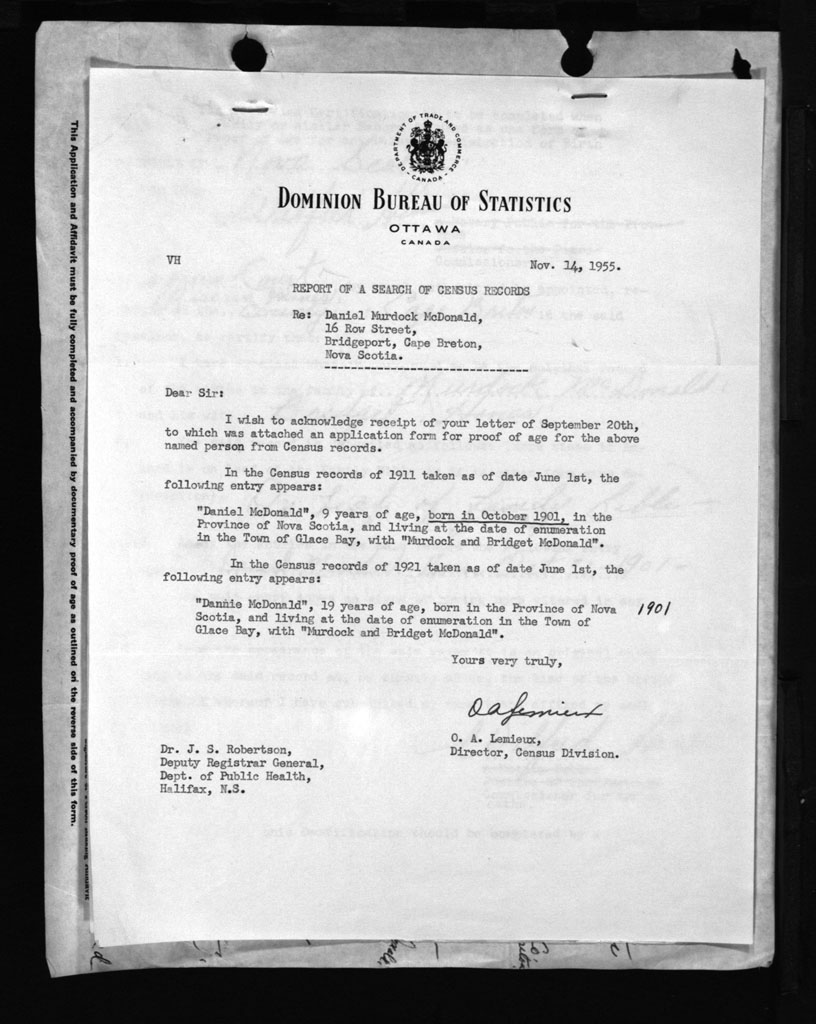 DEPARTMENT OF TRADE AND COMMERCE
CANADA
DOMINION BUREAU OF STATISTICS
OTTAWA
CANADA
VH
Nov. 14, 1955.
REPORT OF A SEARCH OF CENSUS RECORDS
Re: Daniel Murdock McDonald,
16 Row Street,
Bridgeport, Cape Breton,
Nova Scotia.
Dear Sir:
I wish to acknowledge receipt of your letter of September 20th,
to which was attached an application form for proof of age for the above
named person from Census records.
In the Census records of 1911 taken as of date June 1st, the
following entry appears:
"Daniel McDonald", 9 years of age, born in October 1901, in the
Province of Nova Scotia, and living at the date of enumeration
in the Town of Glace Bay, with "Murdock and Bridget McDonald".
In the Census records of 1921 taken as of date June 1st, the
following entry appears:
"Dannie McDonald", 19 years of age, born in the Province of Nova 1901
Scotia, and living at the date of enumeration in the Town of
Glace Bay, with "Murdock and Bridget McDonald".
Yours very truly,
O A Lemieux
O. A. Lemieux,
Director, Census Division.
Dr. J. S. Robertson,
Deputy Registrar General,
Dept. of Public Health,
Halifax, N.S.
This Application and Affidavit must be fully completed and accompanied by documentary proof of age as outlined on the reverse side of this form.